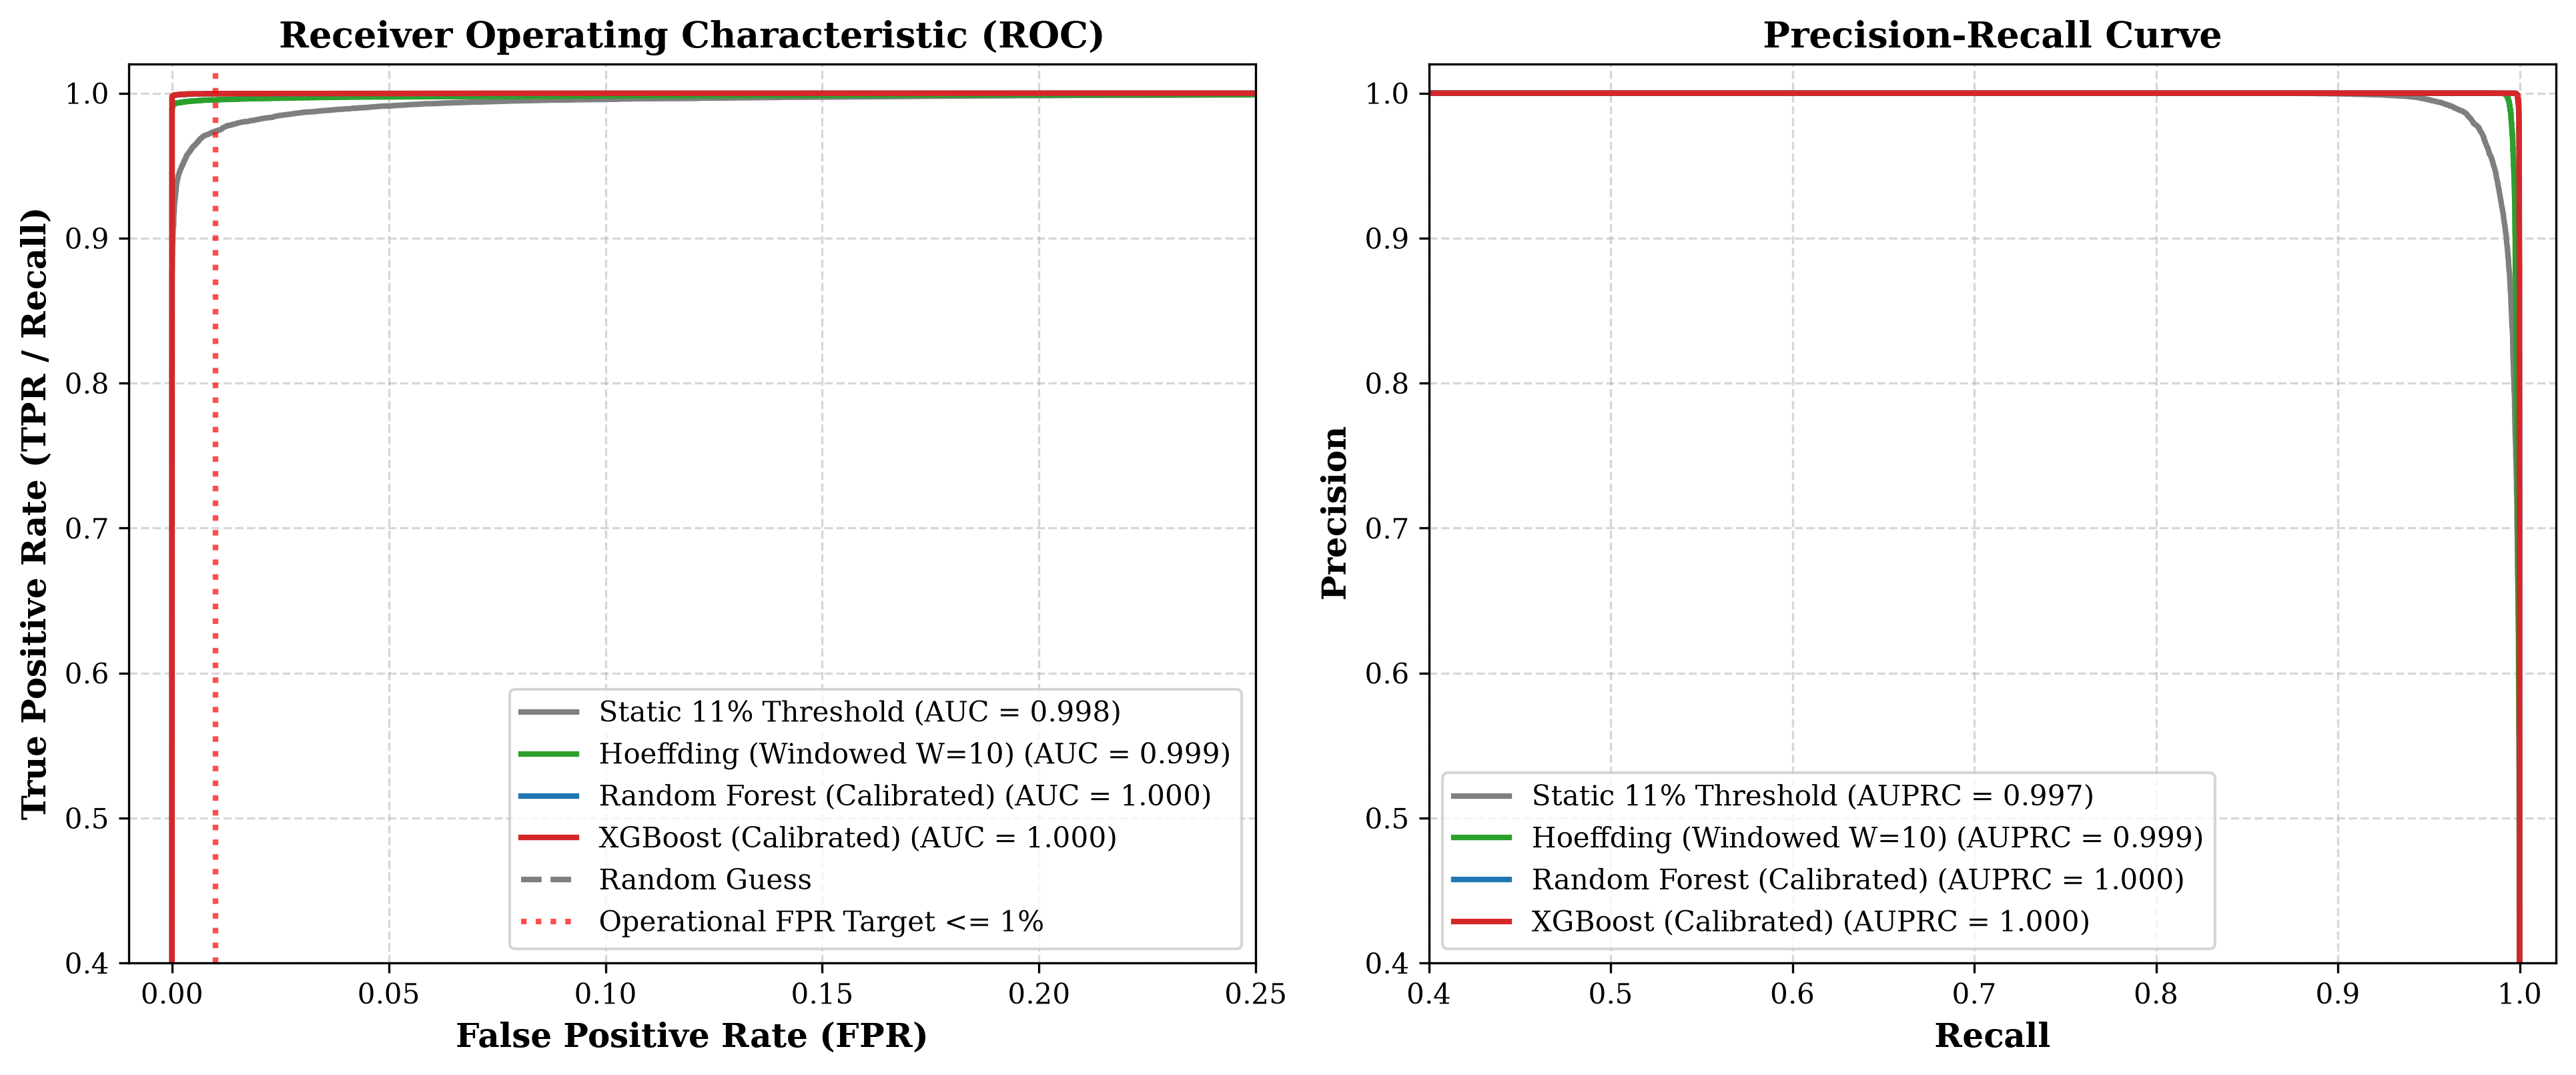 Receiver Operating Characteristic (ROC)
True Positive Rate (TPR / Recall)
1.0
0.9
0.8
0.7
0.6
0.5
0.4
Static 11% Threshold (AUC = 0.998)
Hoeffding (Windowed W=10) (AUC = 0.999)
Random Forest (Calibrated) (AUC = 1.000)
XGBoost (Calibrated) (AUC = 1.000)
Random Guess
Operational FPR Target <= 1%
0.00 0.05 0.10 0.15 0.20 0.25
False Positive Rate (FPR)
Precision-Recall Curve
Precision
1.0
0.9
0.8
0.7
0.6
0.5
0.4
Static 11% Threshold (AUPRC = 0.997)
Hoeffding (Windowed W=10) (AUPRC = 0.999)
Random Forest (Calibrated) (AUPRC = 1.000)
XGBoost (Calibrated) (AUPRC = 1.000)
0.4 0.5 0.6 0.7 0.8 0.9 1.0
Recall